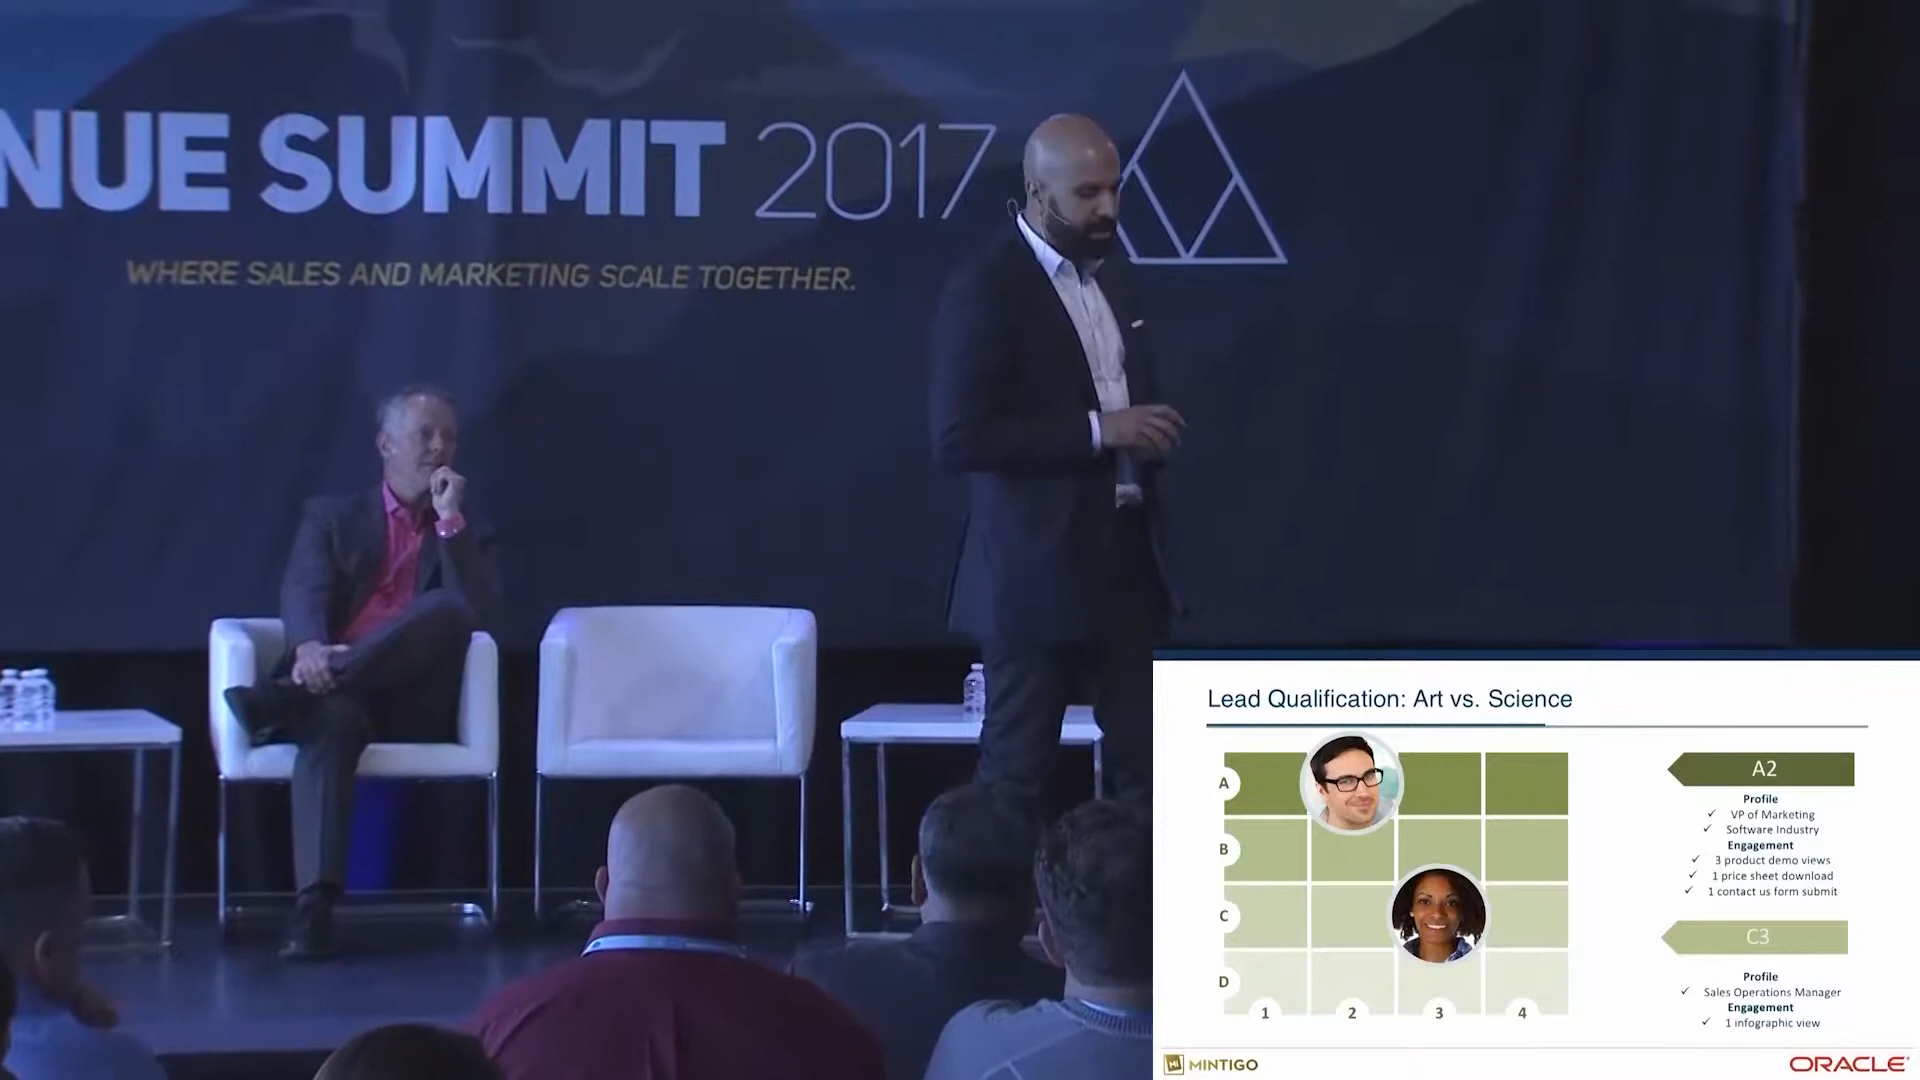 NUE SUMMIT 2017
WHERE SALES AND MARKETING SCALE TOGETHER.
Lead Qualification: Art vs. Science
A
B
C
D
1 2 3 4
A2
Profile
✓ VP of Marketing
✓ Software Industry
Engagement
✓ 3 product demo views
✓ 1 price sheet download
✓ 1 contact us form submit
C3
Profile
✓ Sales Operations Manager
Engagement
✓ 1 infographic view
MINTIGO
ORACLE